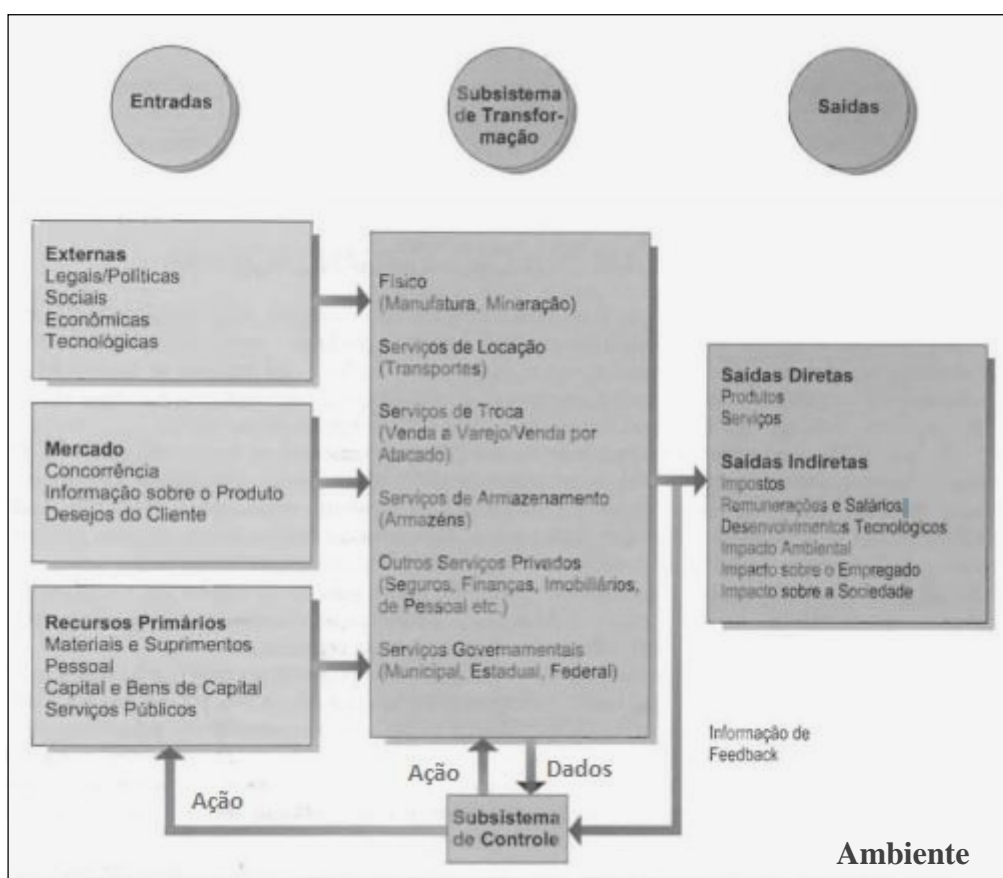 Entradas
Subsistema
de Transfor-
mação
Saidas
Externas
Legais/Políticas
Sociais
Econômicas
Tecnológicas
Mercado
Concorrência
Informação sobre o Produto
Desejos do Cliente
Recursos Primários
Materiais e Suprimentos
Pessoal
Capital e Bens de Capital
Serviços Públicos
Físico
(Manufatura, Mineração)
Serviços de Locação
(Transportes)
Serviços de Troca
(Venda a Varejo/Venda por
Atacado)
Serviços de Armazenamento
(Armazéns)
Outros Serviços Privados
(Seguros, Finanças, Imobiliários,
de Pessoal etc.)
Serviços Governamentais
(Municipal, Estadual, Federal)
Saídas Diretas
Produtos
Serviços
Saídas Indiretas
Impostos
Remunerações e Salários
Desenvolvimentos Tecnológicos
Impacto Ambiental
Impacto sobre o Empregado
Impacto sobre a Sociedade
Informação de
Feedback
Ação
Ação
Dados
Subsistema
de Controle
Ambiente